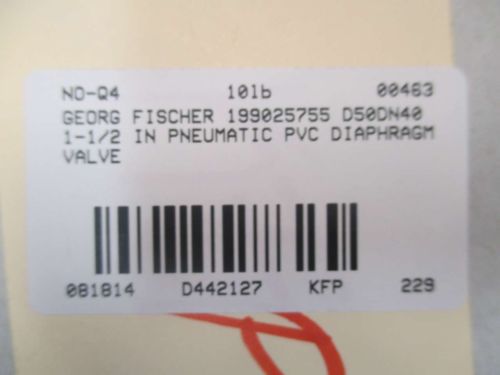 NO-Q4 101b 00463
GEORG FISCHER 199025755 D50DN40
1-1/2 IN PNEUMATIC PVC DIAPHRAGM
VALVE
081814 D442127 KFP 229